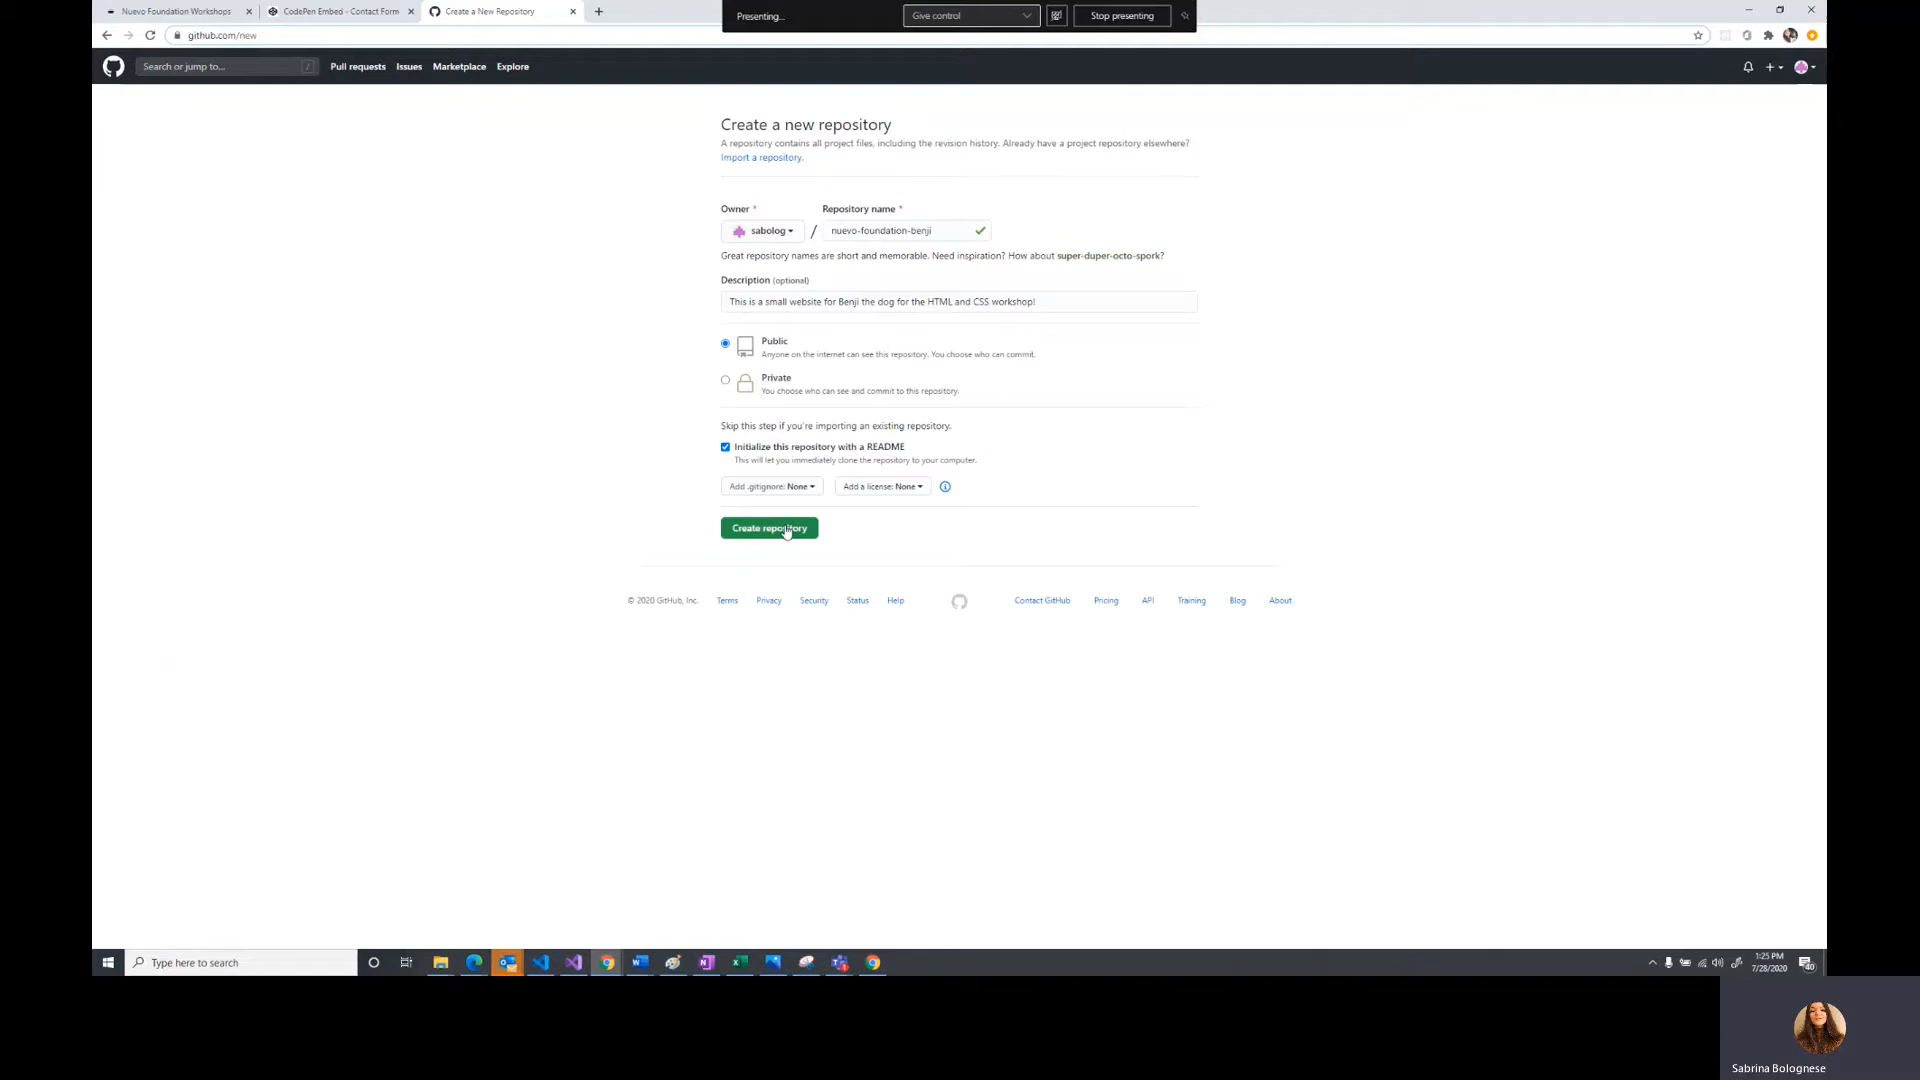 Nuevo Foundation Workshops
CodePen Embed - Contact Form
Create a New Repository
Presenting...
Give control
Stop presenting
github.com/new
Search or jump to...
/
Pull requests
Issues
Marketplace
Explore
Create a new repository
A repository contains all project files, including the revision history. Already have a project repository elsewhere?
Import a repository.
Owner *
Repository name *
sabolog
/
nuevo-foundation-benji
Great repository names are short and memorable. Need inspiration? How about super-duper-octo-spork?
Description (optional)
This is a small website for Benji the dog for the HTML and CSS workshop!
Public
Anyone on the internet can see this repository. You choose who can commit.
Private
You choose who can see and commit to this repository.
Skip this step if you're importing an existing repository.
Initialize this repository with a README
This will let you immediately clone the repository to your computer.
Add .gitignore: None
Add a license: None
Create repository
© 2020 GitHub, Inc.
Terms
Privacy
Security
Status
Help
Contact GitHub
Pricing
API
Training
Blog
About
Type here to search
1:25 PM
7/28/2020
40
Sabrina Bolognese